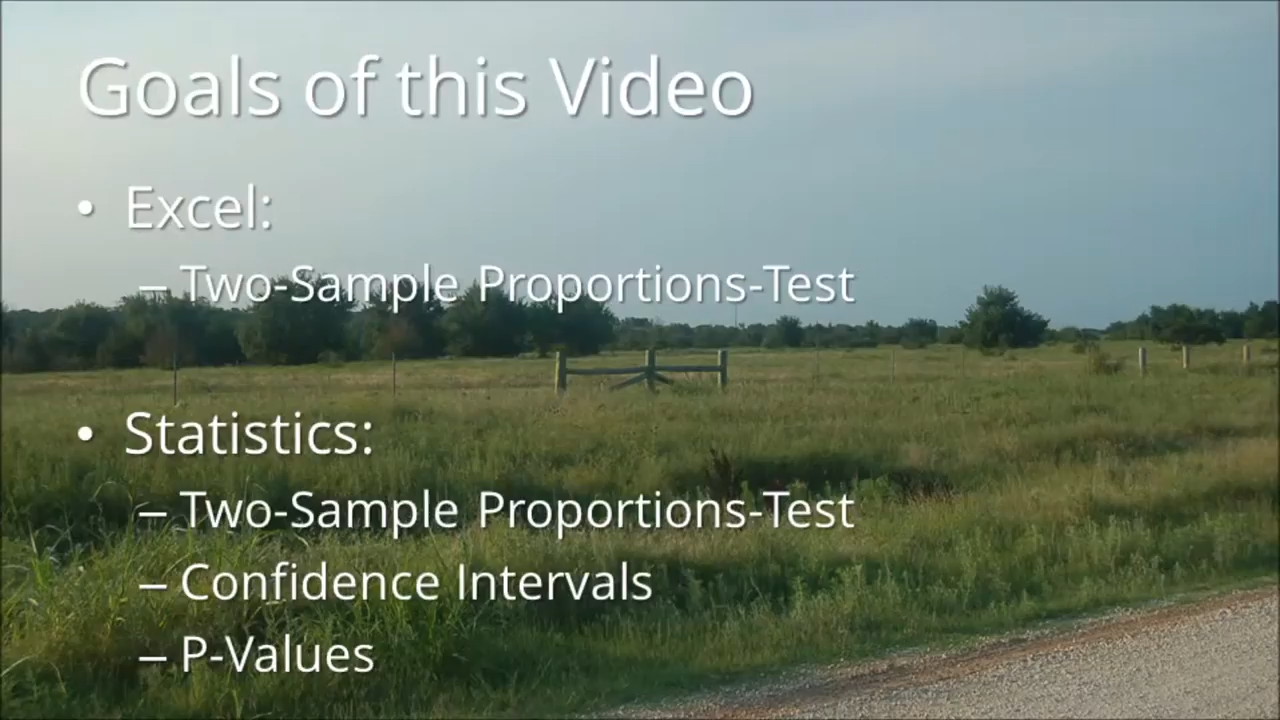 Goals of this Video
• Excel:
– Two-Sample Proportions-Test
• Statistics:
– Two-Sample Proportions-Test
– Confidence Intervals
– P-Values